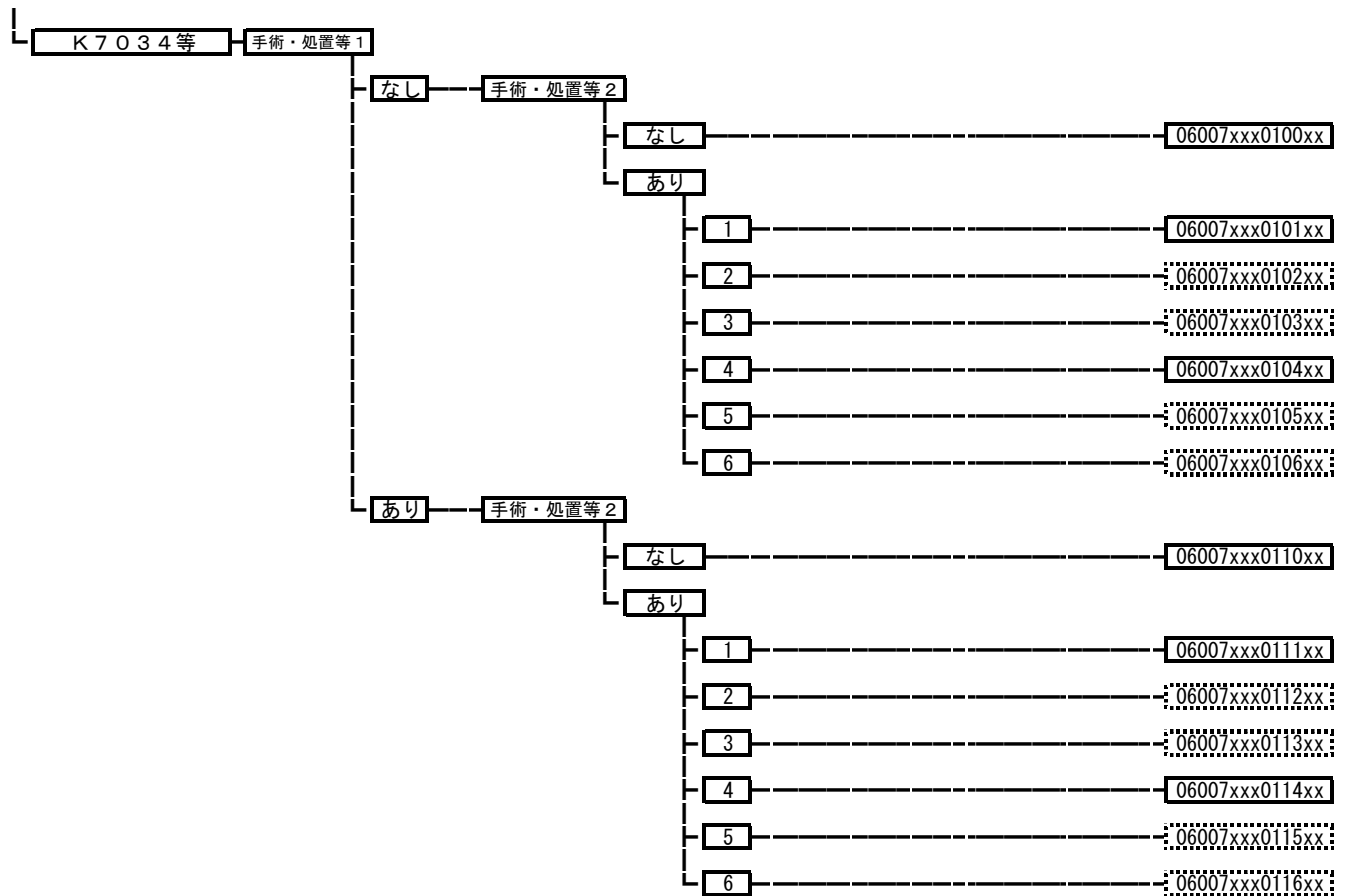 K7034等 手術・処置等1
なし 手術・処置等2
なし 06007xxx0100xx
あり
1 06007xxx0101xx
2 06007xxx0102xx
3 06007xxx0103xx
4 06007xxx0104xx
5 06007xxx0105xx
6 06007xxx0106xx
あり 手術・処置等2
なし 06007xxx0110xx
あり
1 06007xxx0111xx
2 06007xxx0112xx
3 06007xxx0113xx
4 06007xxx0114xx
5 06007xxx0115xx
6 06007xxx0116xx